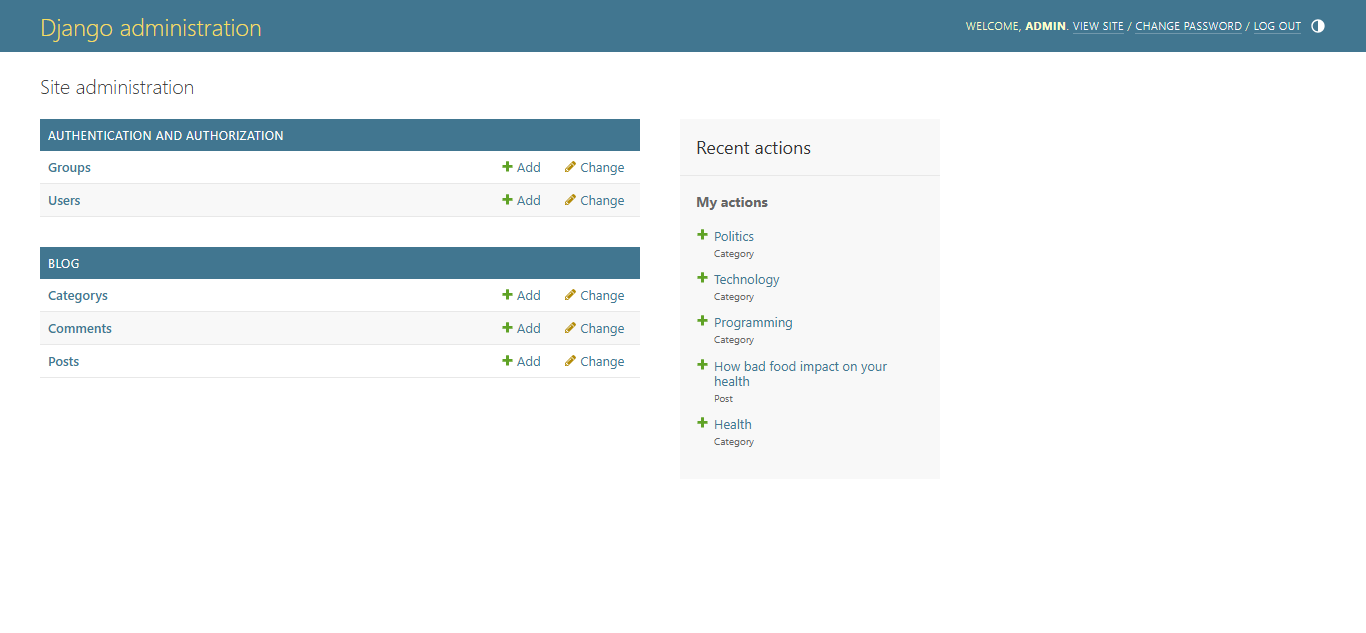 Django administration
WELCOME, ADMIN. VIEW SITE / CHANGE PASSWORD / LOG OUT
Site administration
AUTHENTICATION AND AUTHORIZATION
Groups Add Change
Users Add Change
BLOG
Categorys Add Change
Comments Add Change
Posts Add Change
Recent actions
My actions
Politics
Category
Technology
Category
Programming
Category
How bad food impact on your
health
Post
Health
Category